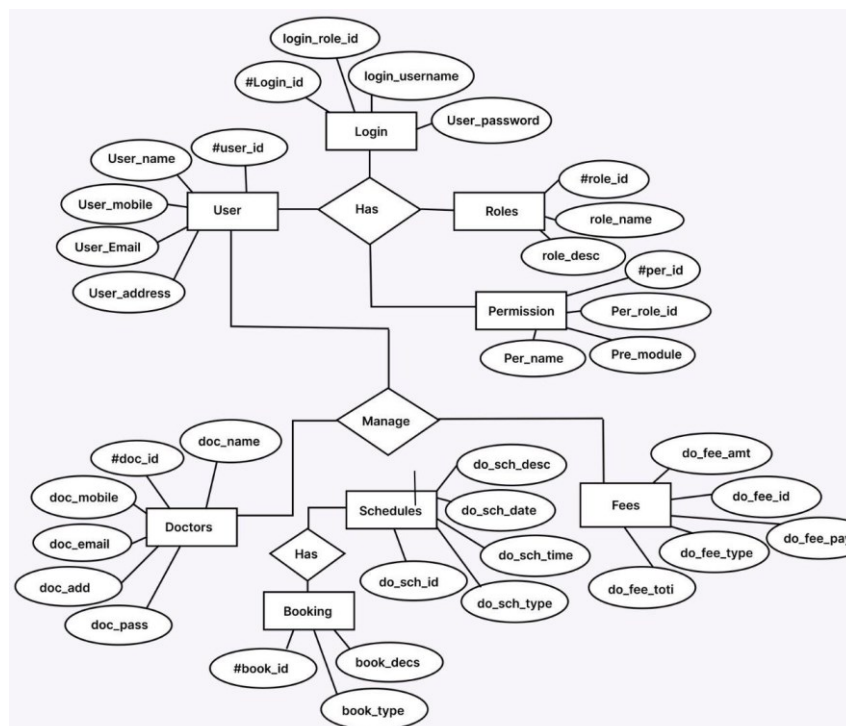 login_role_id
#Login_id
login_username
User_password
Login
User_name
#user_id
User_mobile
User
Has
Roles
#role_id
role_name
role_desc
User_Email
User_address
#per_id
Permission
Per_role_id
Per_name
Pre_module
Manage
doc_name
#doc_id
doc_mobile
Doctors
doc_email
doc_add
doc_pass
do_sch_desc
Schedules
do_sch_date
do_sch_time
do_sch_id
do_sch_type
Has
Booking
#book_id
book_decs
book_type
do_fee_amt
Fees
do_fee_id
do_fee_pay
do_fee_type
do_fee_toti